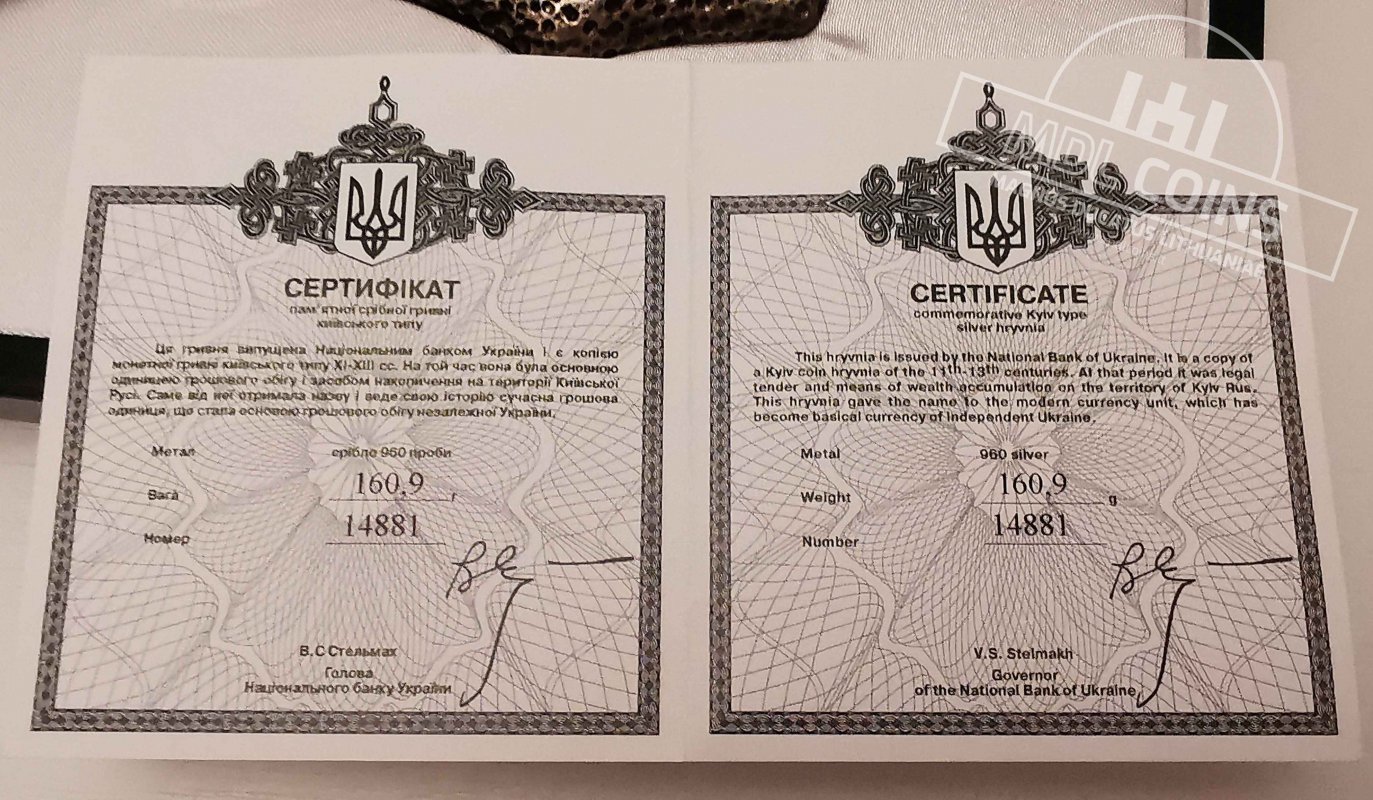 СЕРТИФІКАТ
пам'ятної срібної гривні
київського типу
Ця гривня випущена Національним банком України і є копією
монетної гривні київського типу XI-XIII сс. На той час вона була основною
одиницею грошового обігу і засобом накопичення на території Київської
Русі. Саме від неї отримала назву і веде свою історію сучасна грошова
одиниця, що стала основою грошового обігу незалежної України.
Метал срібло 960 проби
Вага 160,9 г
Номер 14881
В.С Стельмах
Голова
Національного банку України
CERTIFICATE
commemorative Kyiv type
silver hryvnia
This hryvnia is issued by the National Bank of Ukraine. It is a copy of
a Kyiv coin hryvnia of the 11th-13th centuries. At that period it was legal
tender and means of wealth accumulation on the territory of Kyiv Rus.
This hryvnia gave the name to the modern currency unit, which has
become basical currency of Independent Ukraine.
Metal 960 silver
Weight 160,9 g
Number 14881
V.S. Stelmakh
Governor
of the National Bank of Ukraine
MDL COINS
LITHUANIAE